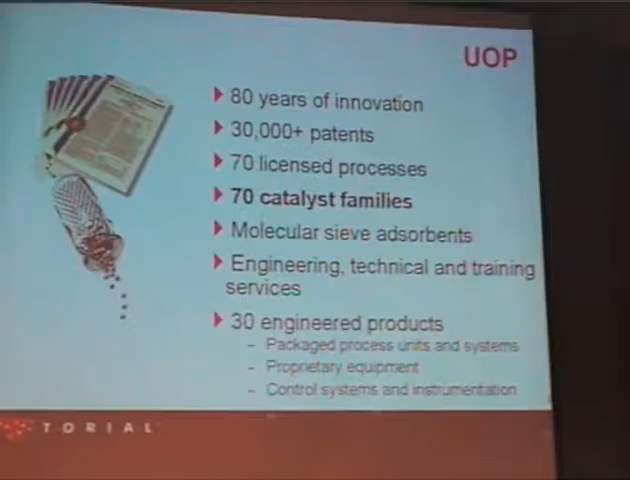 UOP
80 years of innovation
30,000+ patents
70 licensed processes
70 catalyst families
Molecular sieve adsorbents
Engineering, technical and training
services
30 engineered products
– Packaged process units and systems
– Proprietary equipment
– Control systems and instrumentation
TORIAL